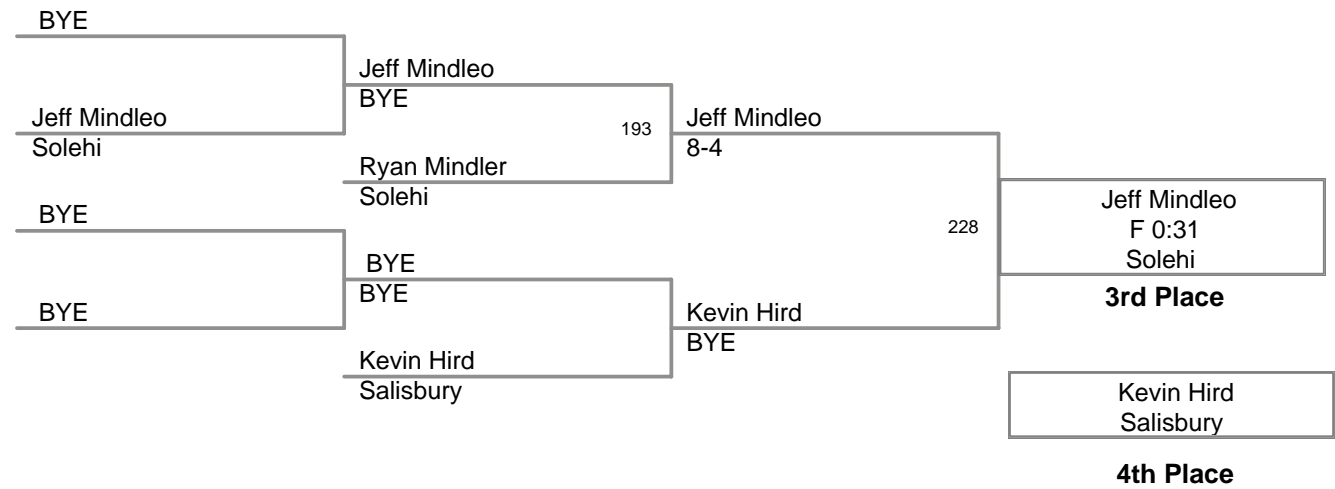 BYE
Jeff Mindleo
BYE
Jeff Mindleo
Solehi
193
Jeff Mindleo
8-4
Ryan Mindler
Solehi
BYE
228
Jeff Mindleo
F 0:31
Solehi
3rd Place
BYE
BYE
BYE
Kevin Hird
BYE
Kevin Hird
Salisbury
Kevin Hird
Salisbury
4th Place